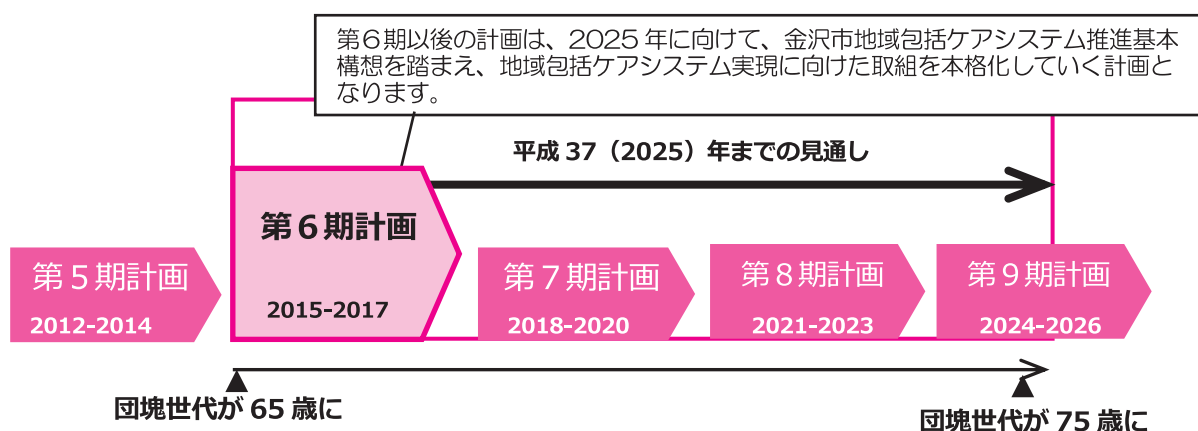 第６期以後の計画は、2025 年に向けて、金沢市地域包括ケアシステム推進基本
構想を踏まえ、地域包括ケアシステム実現に向けた取組を本格化していく計画と
なります。
平成 37（2025）年までの見通し
第６期計画
2015-2017
第５期計画
2012-2014
第７期計画
2018-2020
第８期計画
2021-2023
第９期計画
2024-2026
団塊世代が 65 歳に
団塊世代が 75 歳に